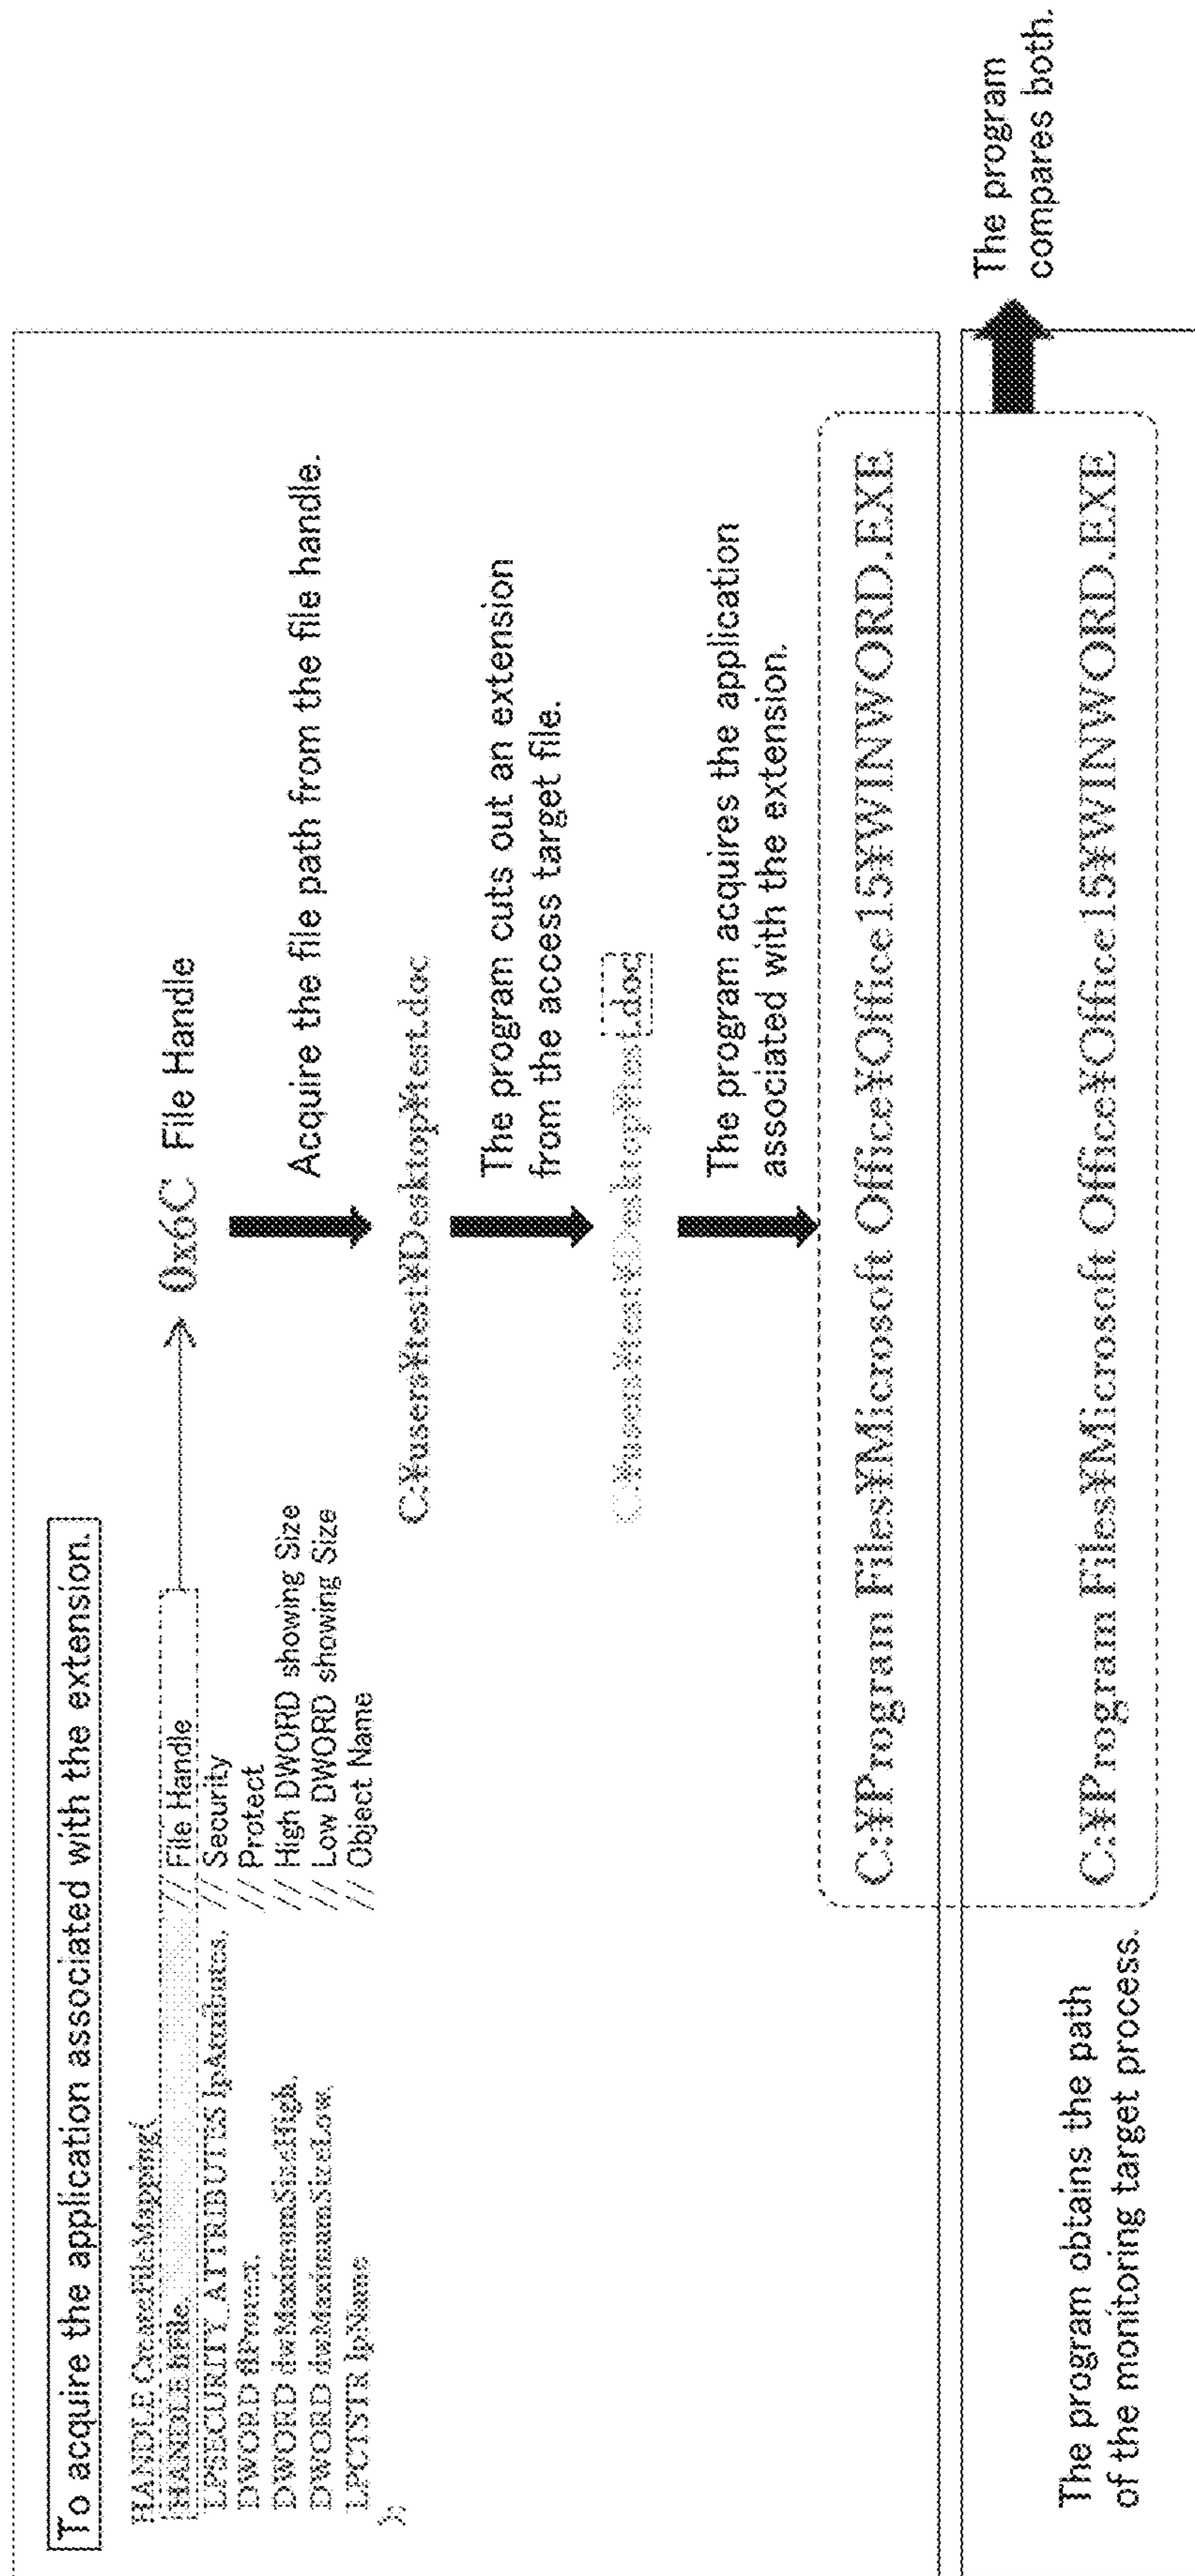 To acquire the application associated with the extension.
HANDLE CreateFileMapping(
HANDLE hFile, // File Handle
LPSECURITY_ATTRIBUTES lpAttributes, // Security
DWORD flProtect, // Protect
DWORD dwMaximumSizeHigh, // High DWORD showing Size
DWORD dwMaximumSizeLow, // Low DWORD showing Size
LPCTSTR lpName // Object Name
);
0x6C File Handle
Acquire the file path from the file handle.
C:¥users¥test¥Desktop¥test.doc
The program cuts out an extension
from the access target file.
C:¥users¥test¥Desktop¥test.doc
The program acquires the application
associated with the extension.
C:¥Program Files¥Microsoft Office¥Office15¥WINWORD.EXE
The program obtains the path
of the monitoring target process.
C:¥Program Files¥Microsoft Office¥Office15¥WINWORD.EXE
The program
compares both.